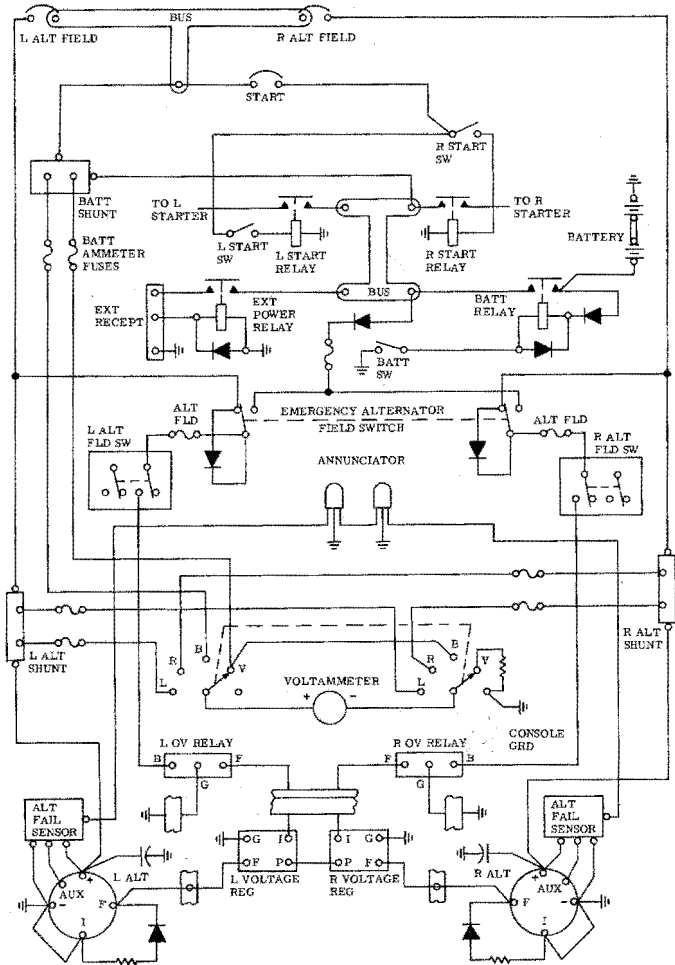 BUS
L ALT FIELD
R ALT FIELD
START
R START
SW
BATT
SHUNT
TO L
STARTER
TO R
STARTER
L START
SW
L START
RELAY
R START
RELAY
BATTERY
BATT
AMMETER
FUSES
EXT
RECEPT
EXT
POWER
RELAY
BUS
BATT
RELAY
BATT
SW
ALT
FLD
EMERGENCY ALTERNATOR
FIELD SWITCH
ALT FLD
L ALT
FLD SW
R ALT
FLD SW
ANNUNCIATOR
L ALT
SHUNT
R
B
V
L
VOLTAMMETER
+
-
B
R
V
L
R ALT
SHUNT
CONSOLE
GRD
L OV RELAY
B
F
G
R OV RELAY
F
B
G
ALT
FAIL
SENSOR
ALT
FAIL
SENSOR
G
I
F
P
L VOLTAGE
REG
I
G
P
F
R VOLTAGE
REG
L ALT
+
AUX
-
F
I
R ALT
+
AUX
F
-
I